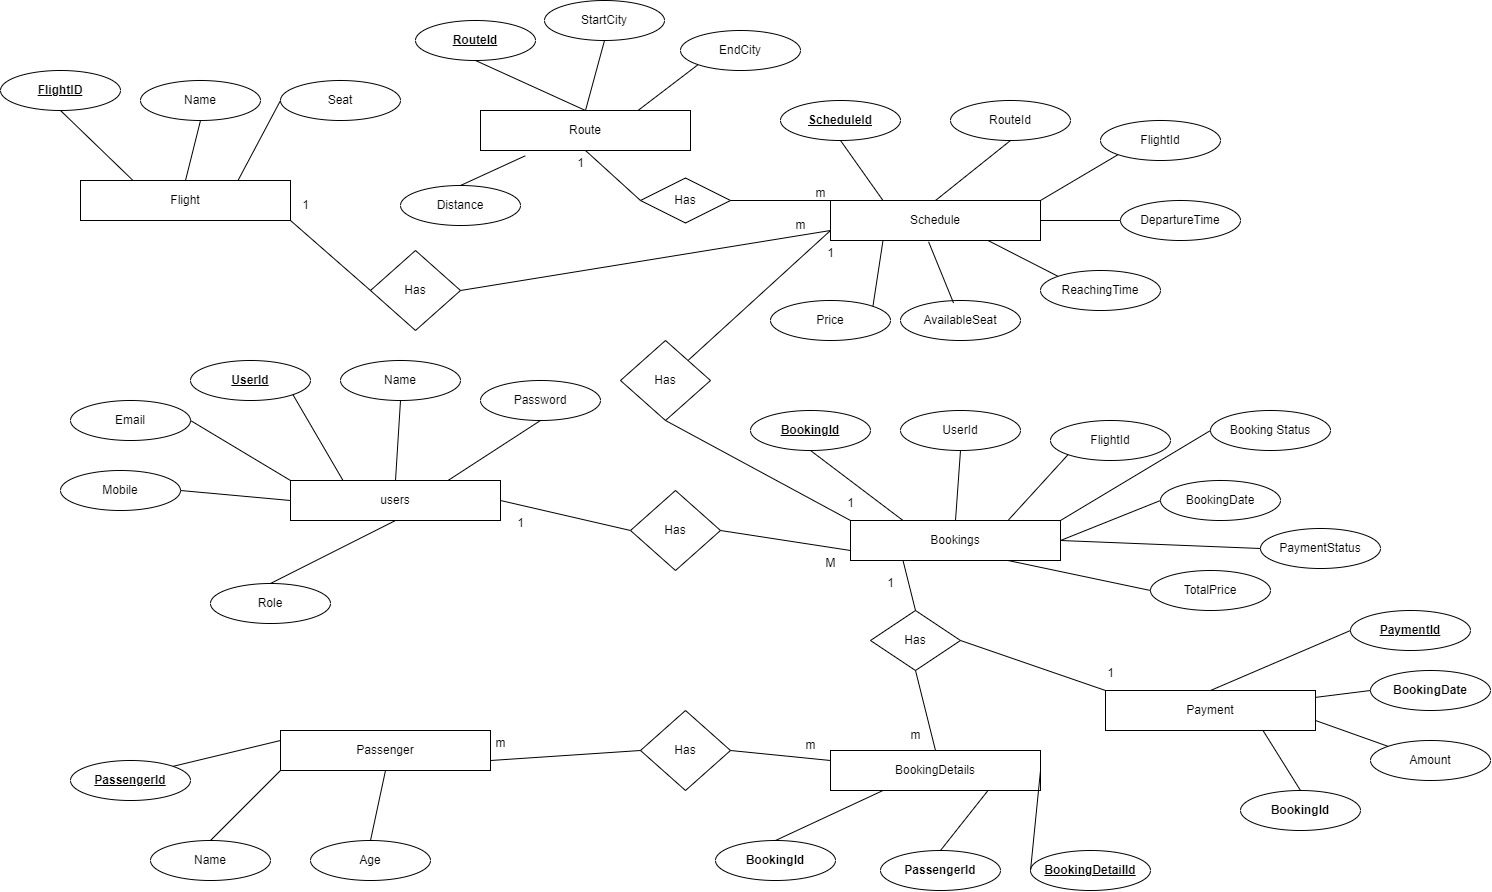 StartCity
RouteId
EndCity
FlightID
Name
Seat
ScheduleId
RouteId
FlightId
Route
1
Flight
1
Distance
Has
m
m
Schedule
DepartureTime
1
Has
ReachingTime
Price
AvailableSeat
UserId
Name
Has
Password
Email
BookingId
UserId
FlightId
Booking Status
Mobile
users
1
Has
1
BookingDate
Bookings
PaymentStatus
M
1
TotalPrice
Role
Has
PaymentId
1
BookingDate
Payment
Passenger
m
Has
m
m
Amount
BookingDetails
PassengerId
BookingId
Name
Age
BookingId
PassengerId
BookingDetailId